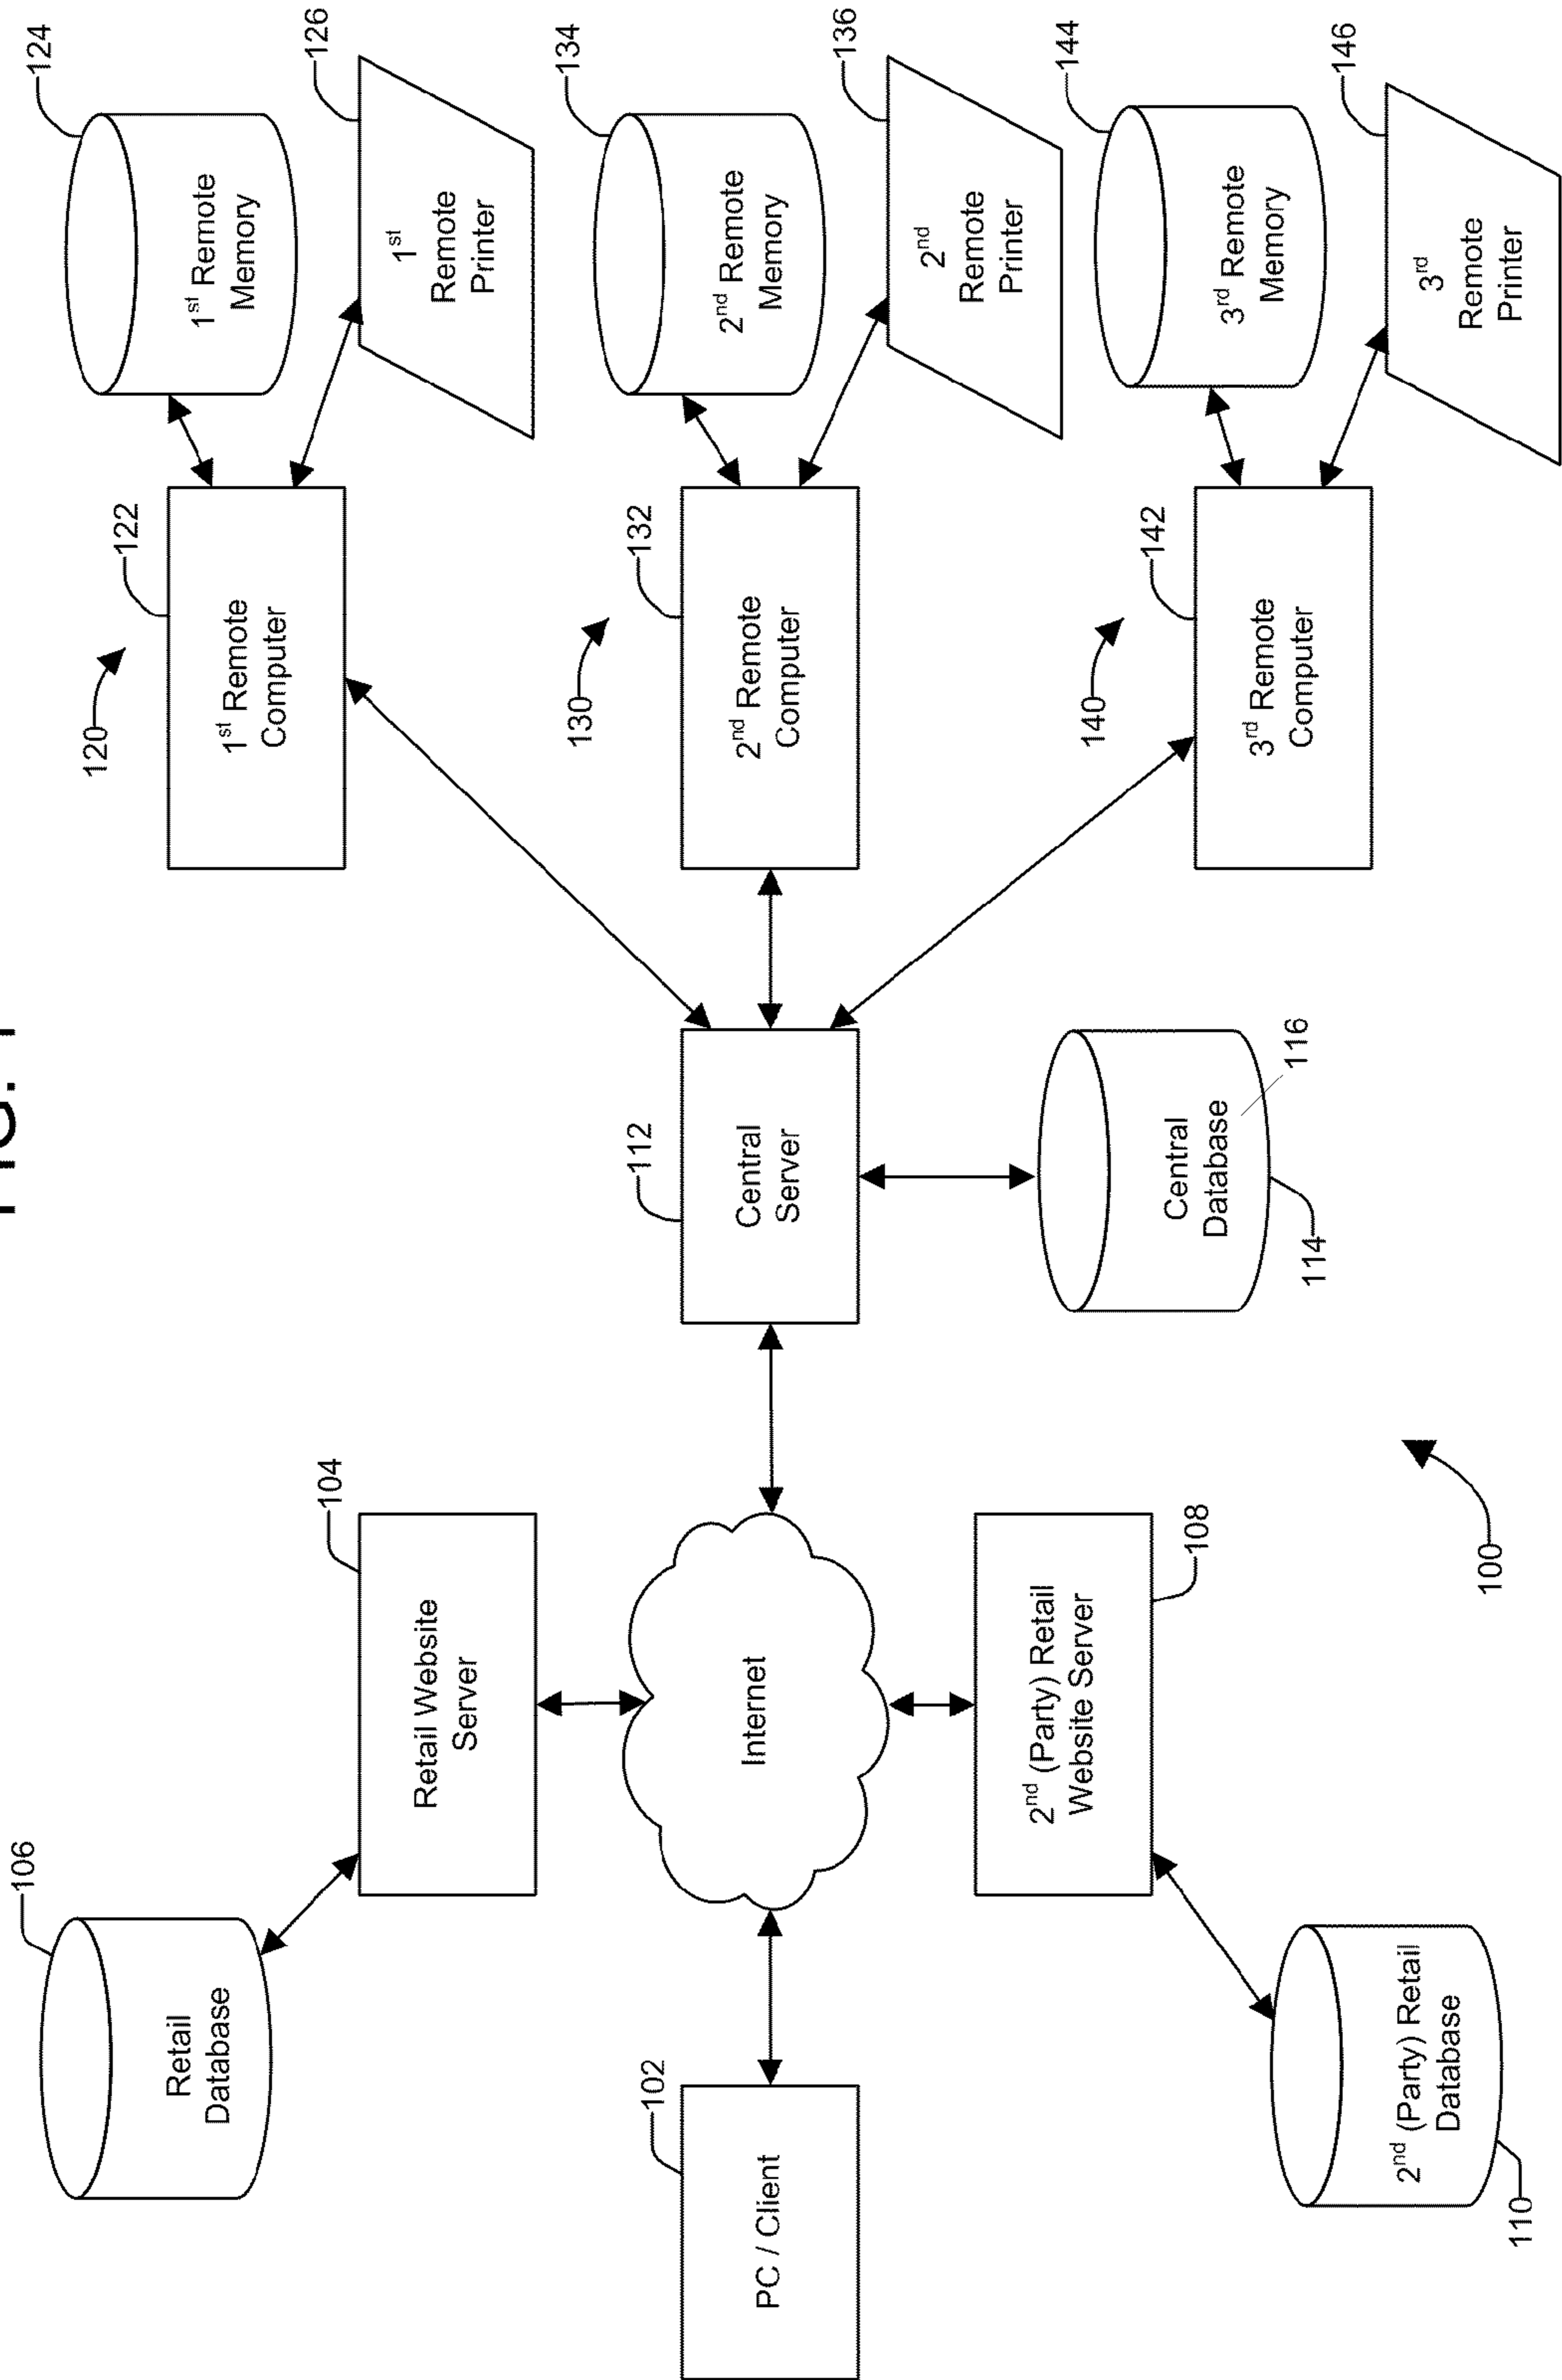 FIG. 1
106
124
120
122
Retail
Database
1st Remote
Computer
1st Remote
Memory
126
104
Retail Website
Server
1st
Remote
Printer
130
134
102
112
132
PC / Client
Internet
Central
Server
2nd Remote
Computer
2nd Remote
Memory
136
2nd
Remote
Printer
2nd (Party) Retail
Website Server
108
140
144
142
Central
Database
116
114
3rd Remote
Computer
3rd Remote
Memory
146
2nd (Party) Retail
Database
110
100
3rd
Remote
Printer